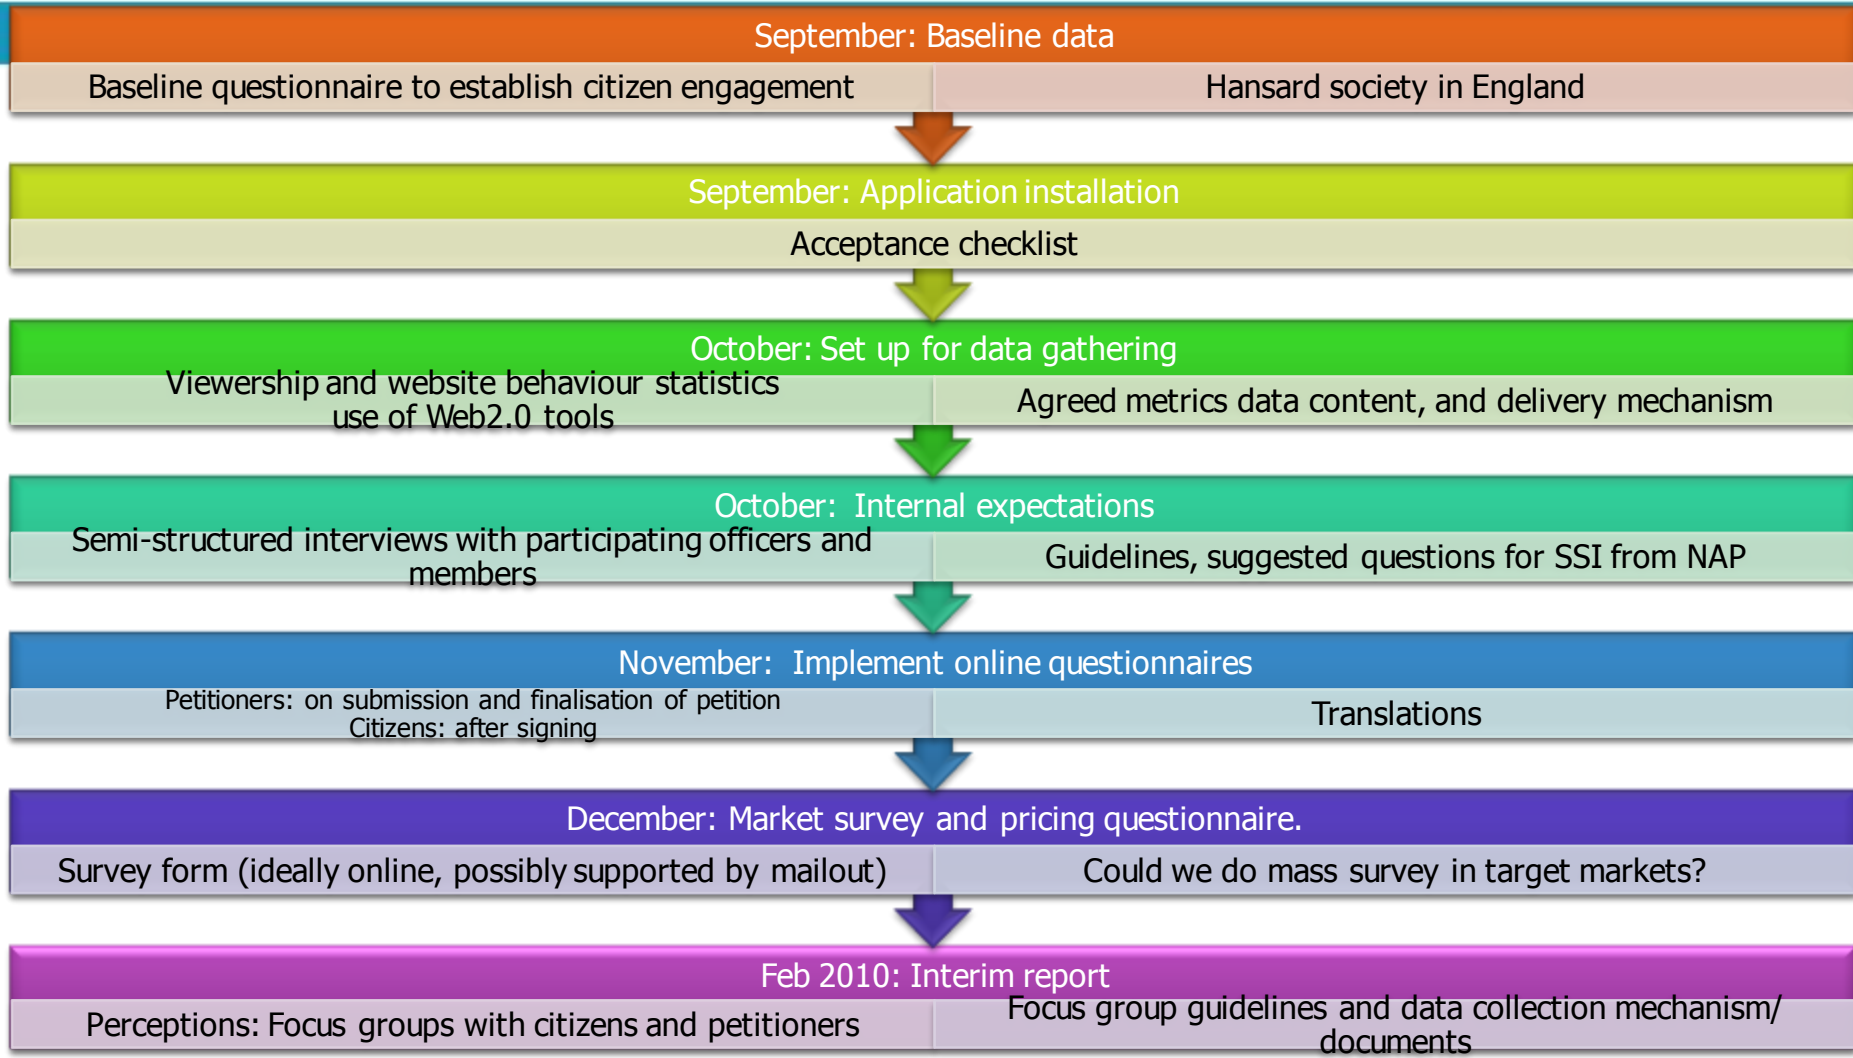 September: Baseline data
Baseline questionnaire to establish citizen engagement
Hansard society in England
September: Application installation
Acceptance checklist
October: Set up for data gathering
Viewership and website behaviour statistics
use of Web2.0 tools
Agreed metrics data content, and delivery mechanism
October: Internal expectations
Semi-structured interviews with participating officers and
members
Guidelines, suggested questions for SSI from NAP
November: Implement online questionnaires
Petitioners: on submission and finalisation of petition
Citizens: after signing
Translations
December: Market survey and pricing questionnaire.
Survey form (ideally online, possibly supported by mailout)
Could we do mass survey in target markets?
Feb 2010: Interim report
Perceptions: Focus groups with citizens and petitioners
Focus group guidelines and data collection mechanism/
documents